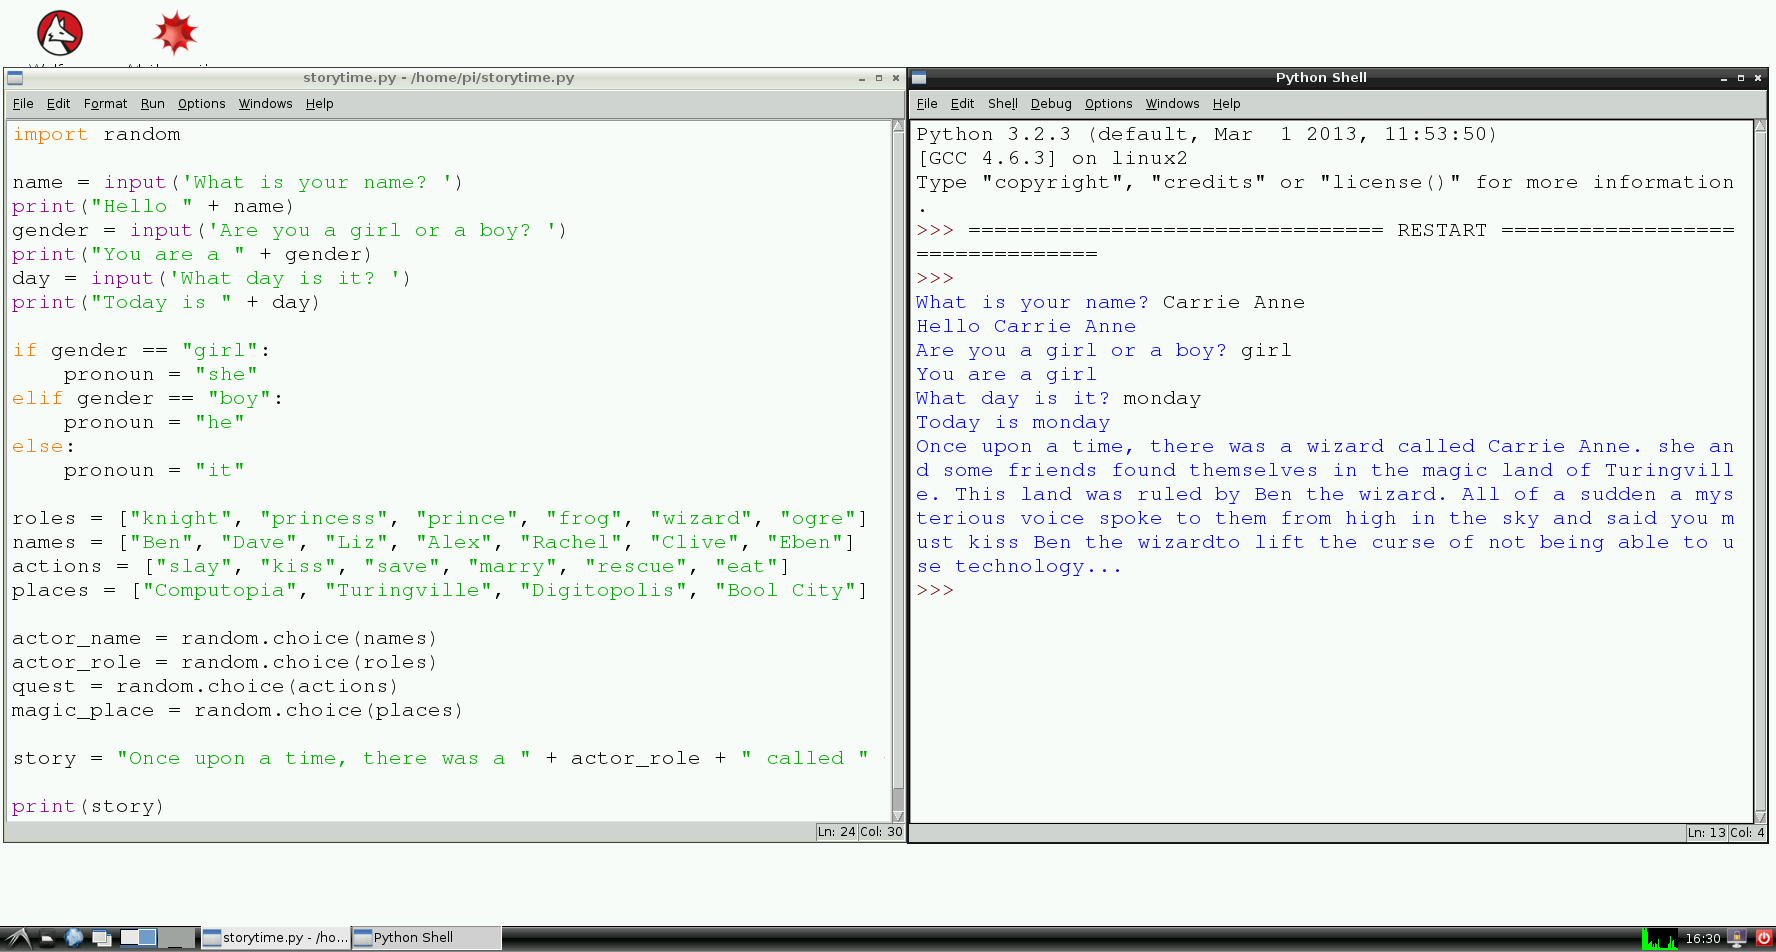 storytime.py - /home/pi/storytime.py
File Edit Format Run Options Windows Help
import random
name = input('What is your name? ')
print("Hello " + name)
gender = input('Are you a girl or a boy? ')
print("You are a " + gender)
day = input('What day is it? ')
print("Today is " + day)
if gender == "girl":
    pronoun = "she"
elif gender == "boy":
    pronoun = "he"
else:
    pronoun = "it"
roles = ["knight", "princess", "prince", "frog", "wizard", "ogre"]
names = ["Ben", "Dave", "Liz", "Alex", "Rachel", "Clive", "Eben"]
actions = ["slay", "kiss", "save", "marry", "rescue", "eat"]
places = ["Computopia", "Turingville", "Digitopolis", "Bool City"]
actor_name = random.choice(names)
actor_role = random.choice(roles)
quest = random.choice(actions)
magic_place = random.choice(places)
story = "Once upon a time, there was a " + actor_role + " called "
print(story)
Ln: 24 Col: 30
Python Shell
File Edit Shell Debug Options Windows Help
Python 3.2.3 (default, Mar  1 2013, 11:53:50)
[GCC 4.6.3] on linux2
Type "copyright", "credits" or "license()" for more information
.
>>> ================================ RESTART ==================
==============
>>>
What is your name? Carrie Anne
Hello Carrie Anne
Are you a girl or a boy? girl
You are a girl
What day is it? monday
Today is monday
Once upon a time, there was a wizard called Carrie Anne. she an
d some friends found themselves in the magic land of Turingvill
e. This land was ruled by Ben the wizard. All of a sudden a mys
terious voice spoke to them from high in the sky and said you m
ust kiss Ben the wizardto lift the curse of not being able to u
se technology...
>>>
Ln: 13 Col: 4
storytime.py - /ho... Python Shell 16:30